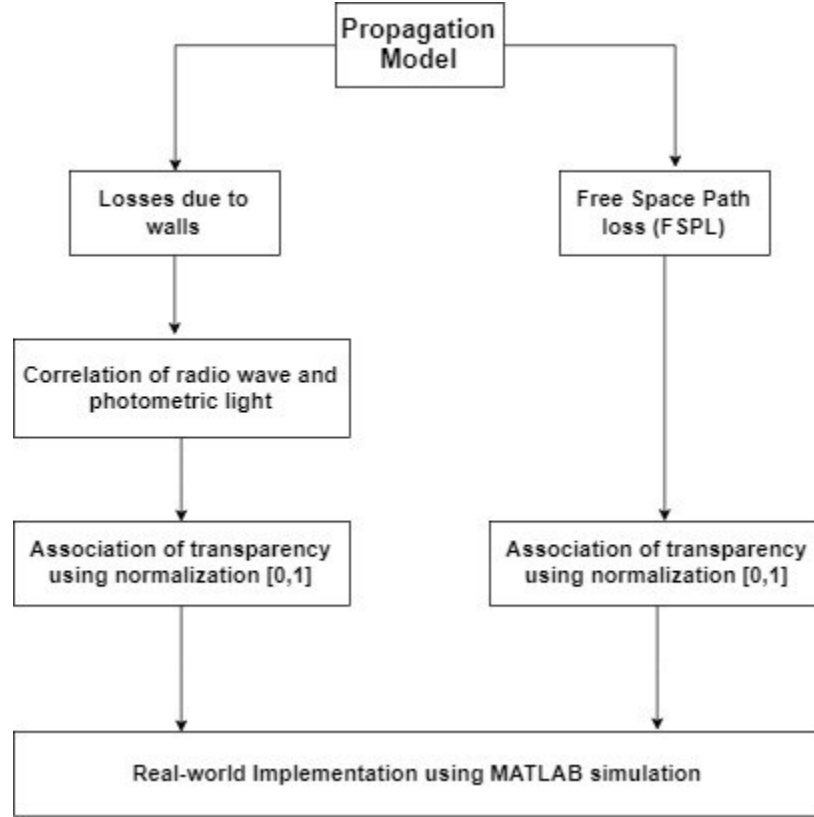 Propagation
Model
Losses due to
walls
Free Space Path
loss (FSPL)
Correlation of radio wave and
photometric light
Association of transparency
using normalization [0,1]
Association of transparency
using normalization [0,1]
Real-world Implementation using MATLAB simulation